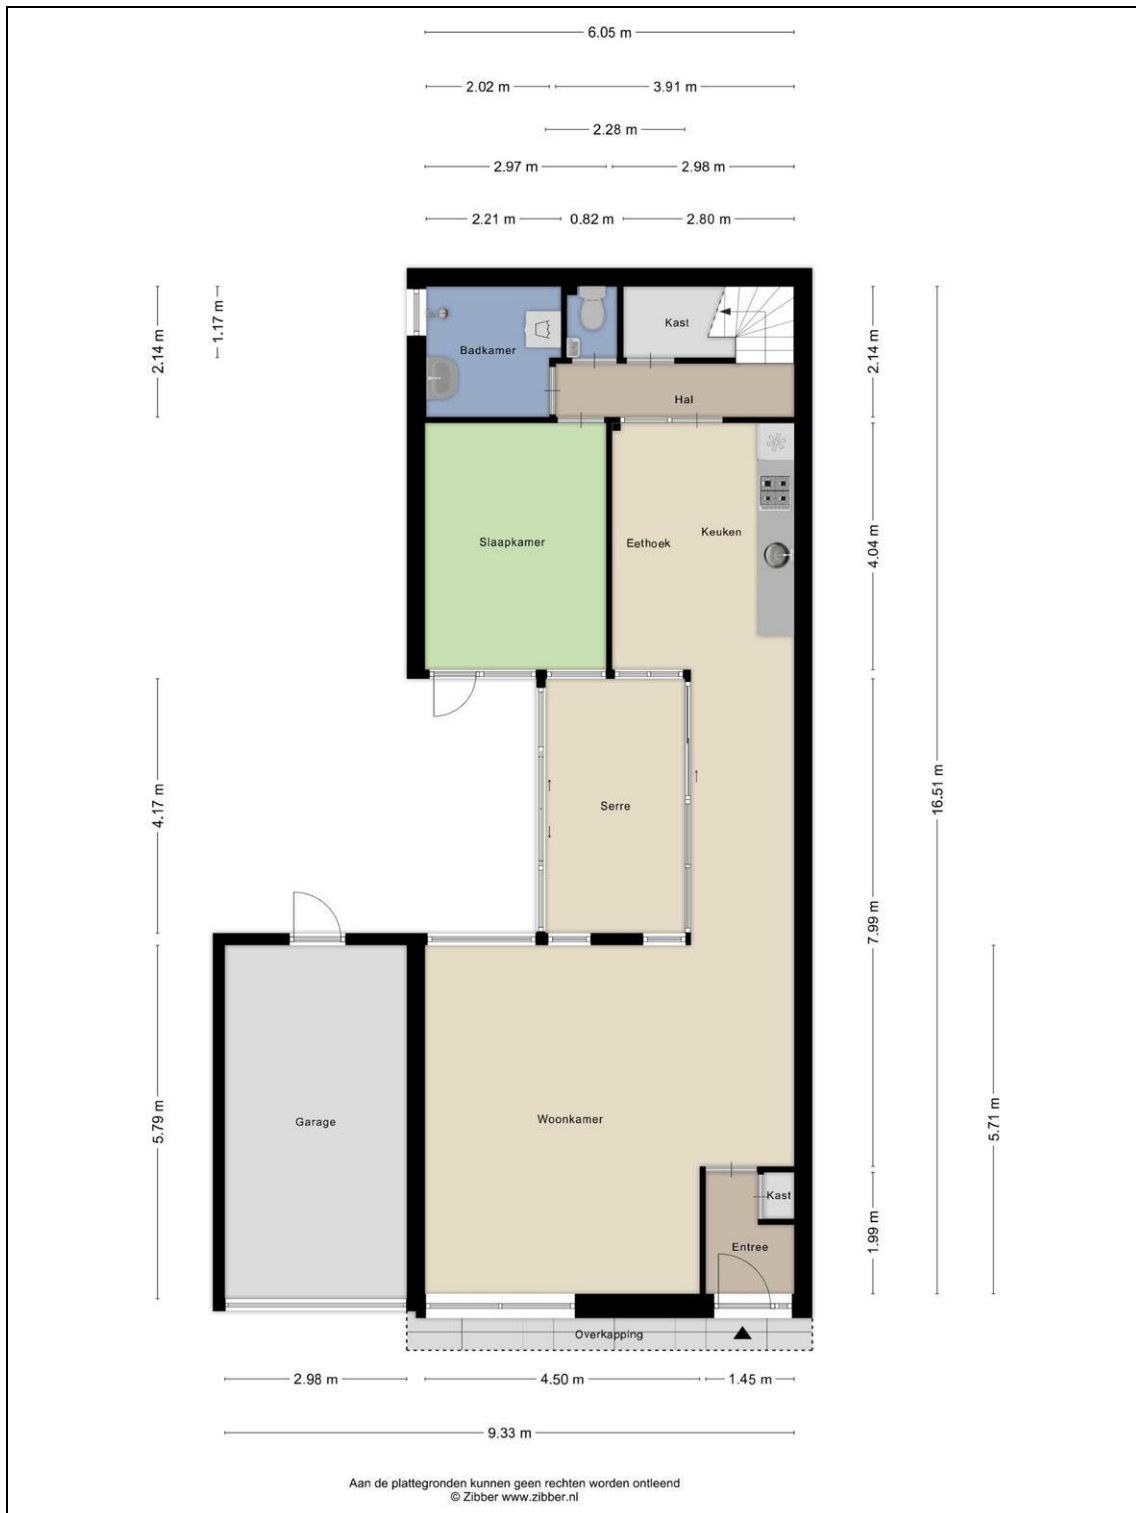 6.05 m
2.02 m
3.91 m
2.28 m
2.97 m
2.98 m
2.21 m
0.82 m
2.80 m
2.14 m
1.17 m
Kast
2.14 m
Badkamer
Hal
Slaapkamer
Eethoek
Keuken
4.04 m
4.17 m
Serre
16.51 m
7.99 m
5.79 m
Garage
Woonkamer
5.71 m
Kast
1.99 m
Entree
Overkapping
2.98 m
4.50 m
1.45 m
9.33 m
Aan de plattegronden kunnen geen rechten worden ontleend
© Zibber www.zibber.nl